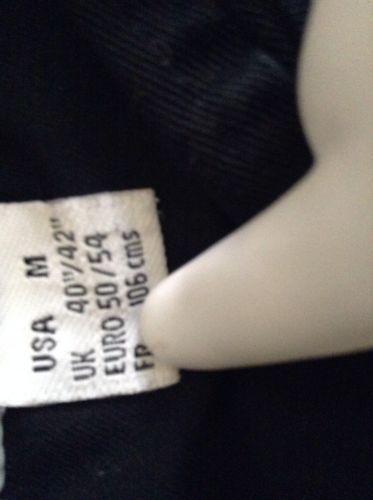 USA M
UK 40"/42"
EURO 50/54
FR 106 cms